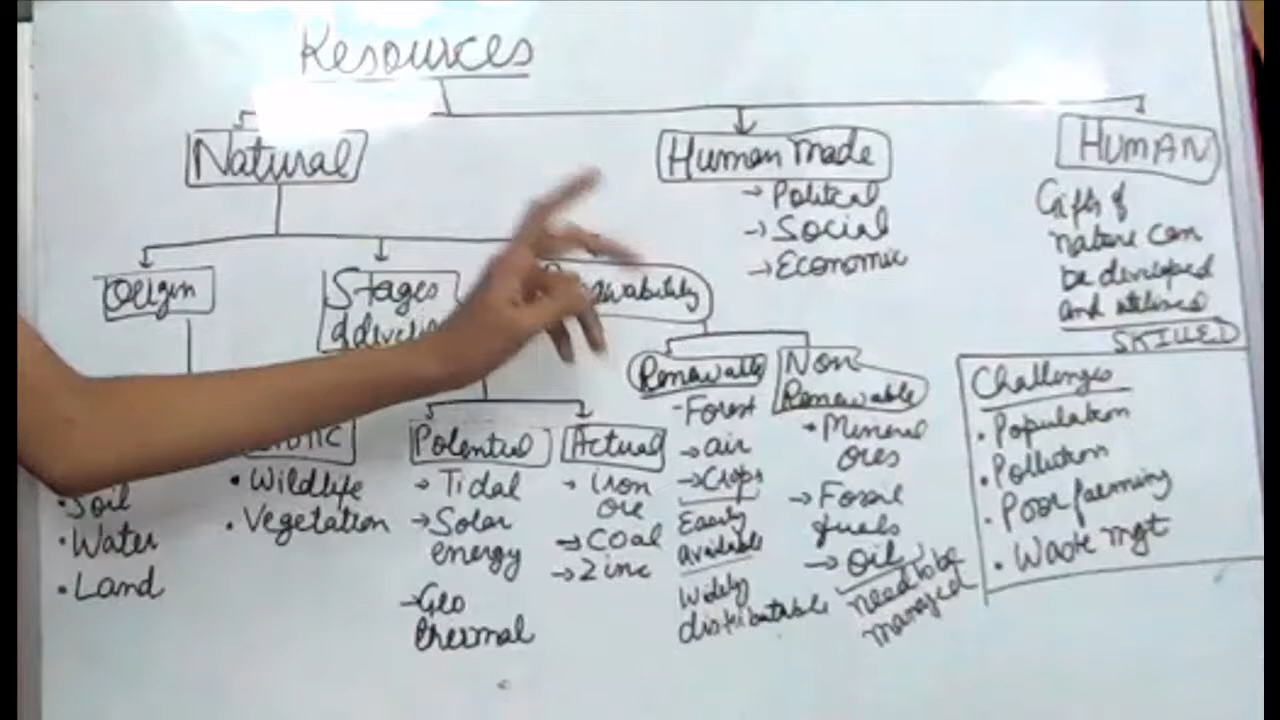 Resources
Natural
Human made
HUMAN
→ Politcal
→ Social
→ Economic
Gifts of
nature can
be developed
and utilised
SKILLED
Origin
Stages
Renewable
Non
Renewable
-Forest
→ air
→ Crops
Easily
available
Widely
distributable
• Mineral
ores
→ Fossil
fuels
→ Oil
need to be
managed
Challenges
• Population
• Pollution
• Poor farming
• Waste mgt
• Soil
• Water
• Land
• Wildlife
• Vegetation
Potential
→ Tidal
→ Solar
energy
→ Geo
thermal
Actual
→ Iron
ore
→ Coal
→ Zinc